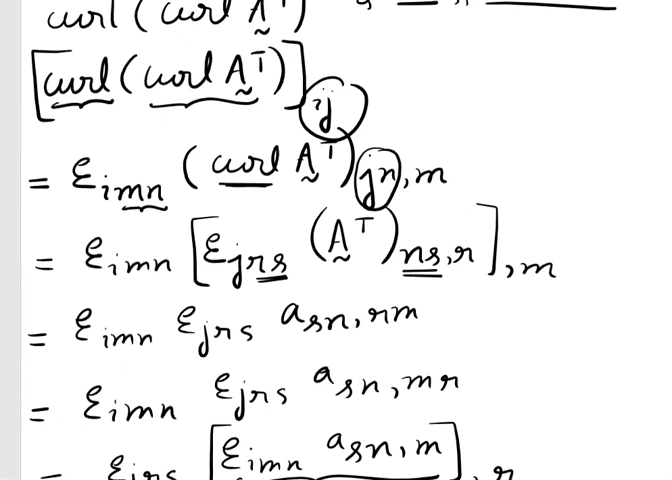 curl ( curl A^T )
[curl ( curl A^T )]_ij
= ε_imn ( curl A^T )_jn,m
= ε_imn [ε_jrs (A^T)_ns,r],m
= ε_imn ε_jrs a_sn,rm
= ε_imn ε_jrs a_sn,mr
= ε_jrs [ε_imn a_sn,m],r